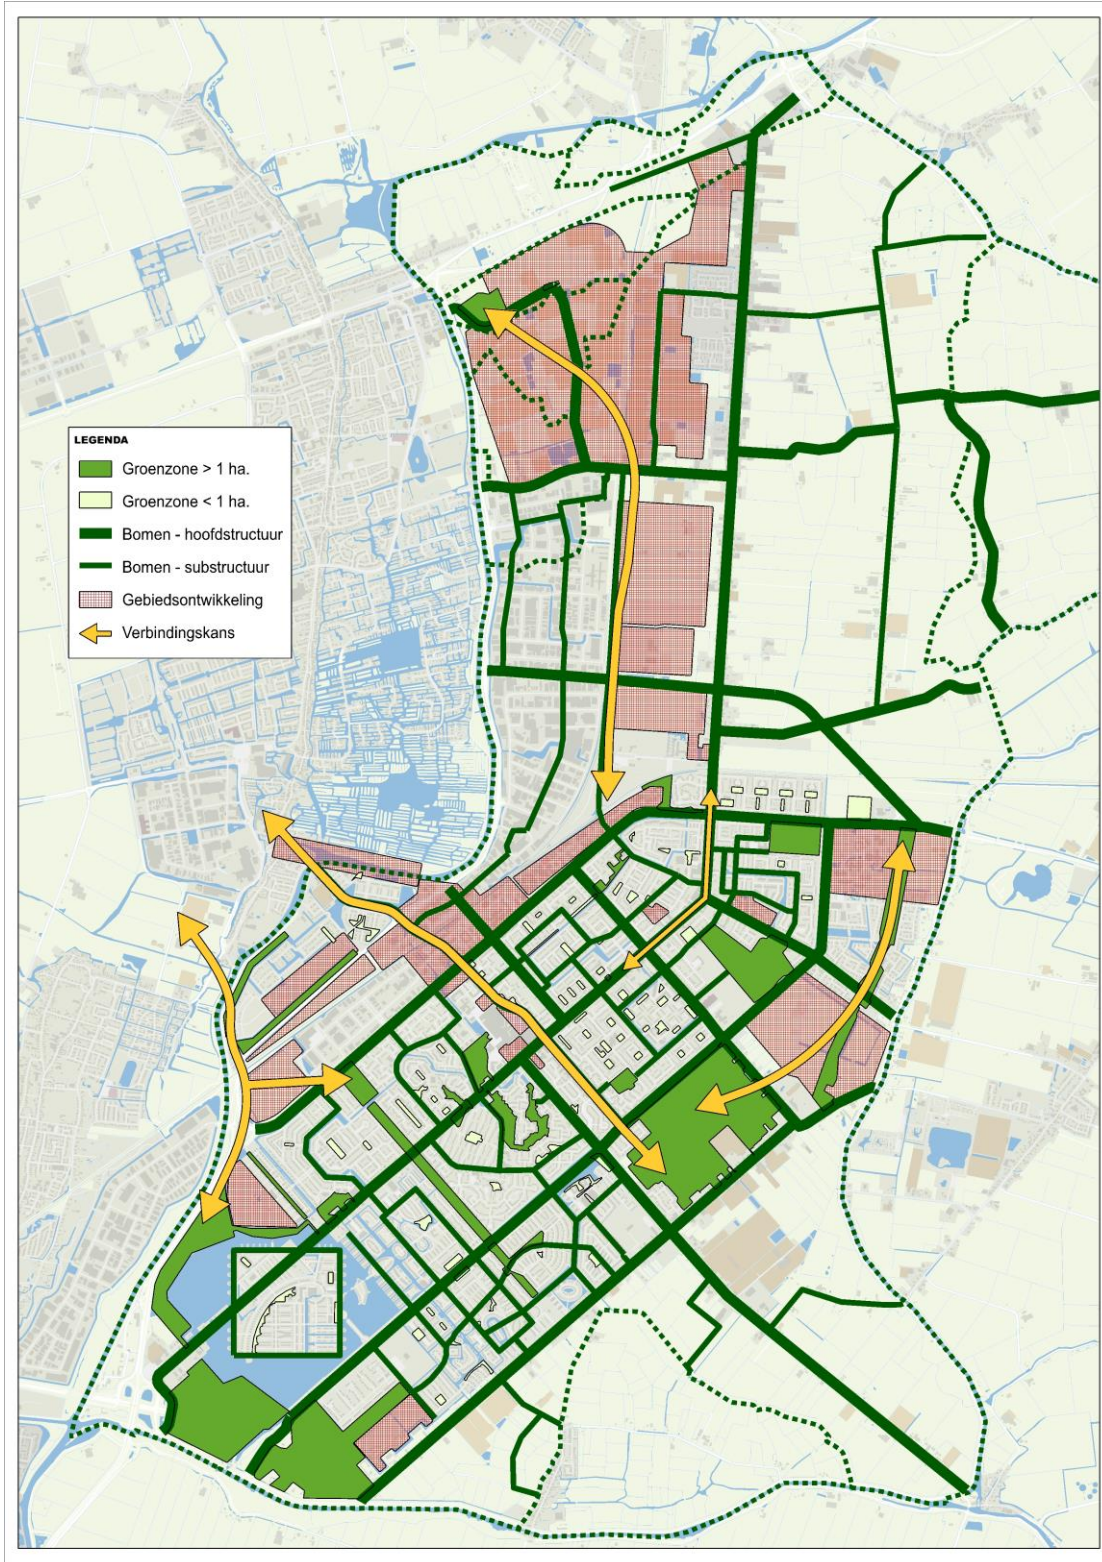 LEGENDA
Groenzone > 1 ha.
Groenzone < 1 ha.
Bomen - hoofdstructuur
Bomen - substructuur
Gebiedsontwikkeling
Verbindingskans